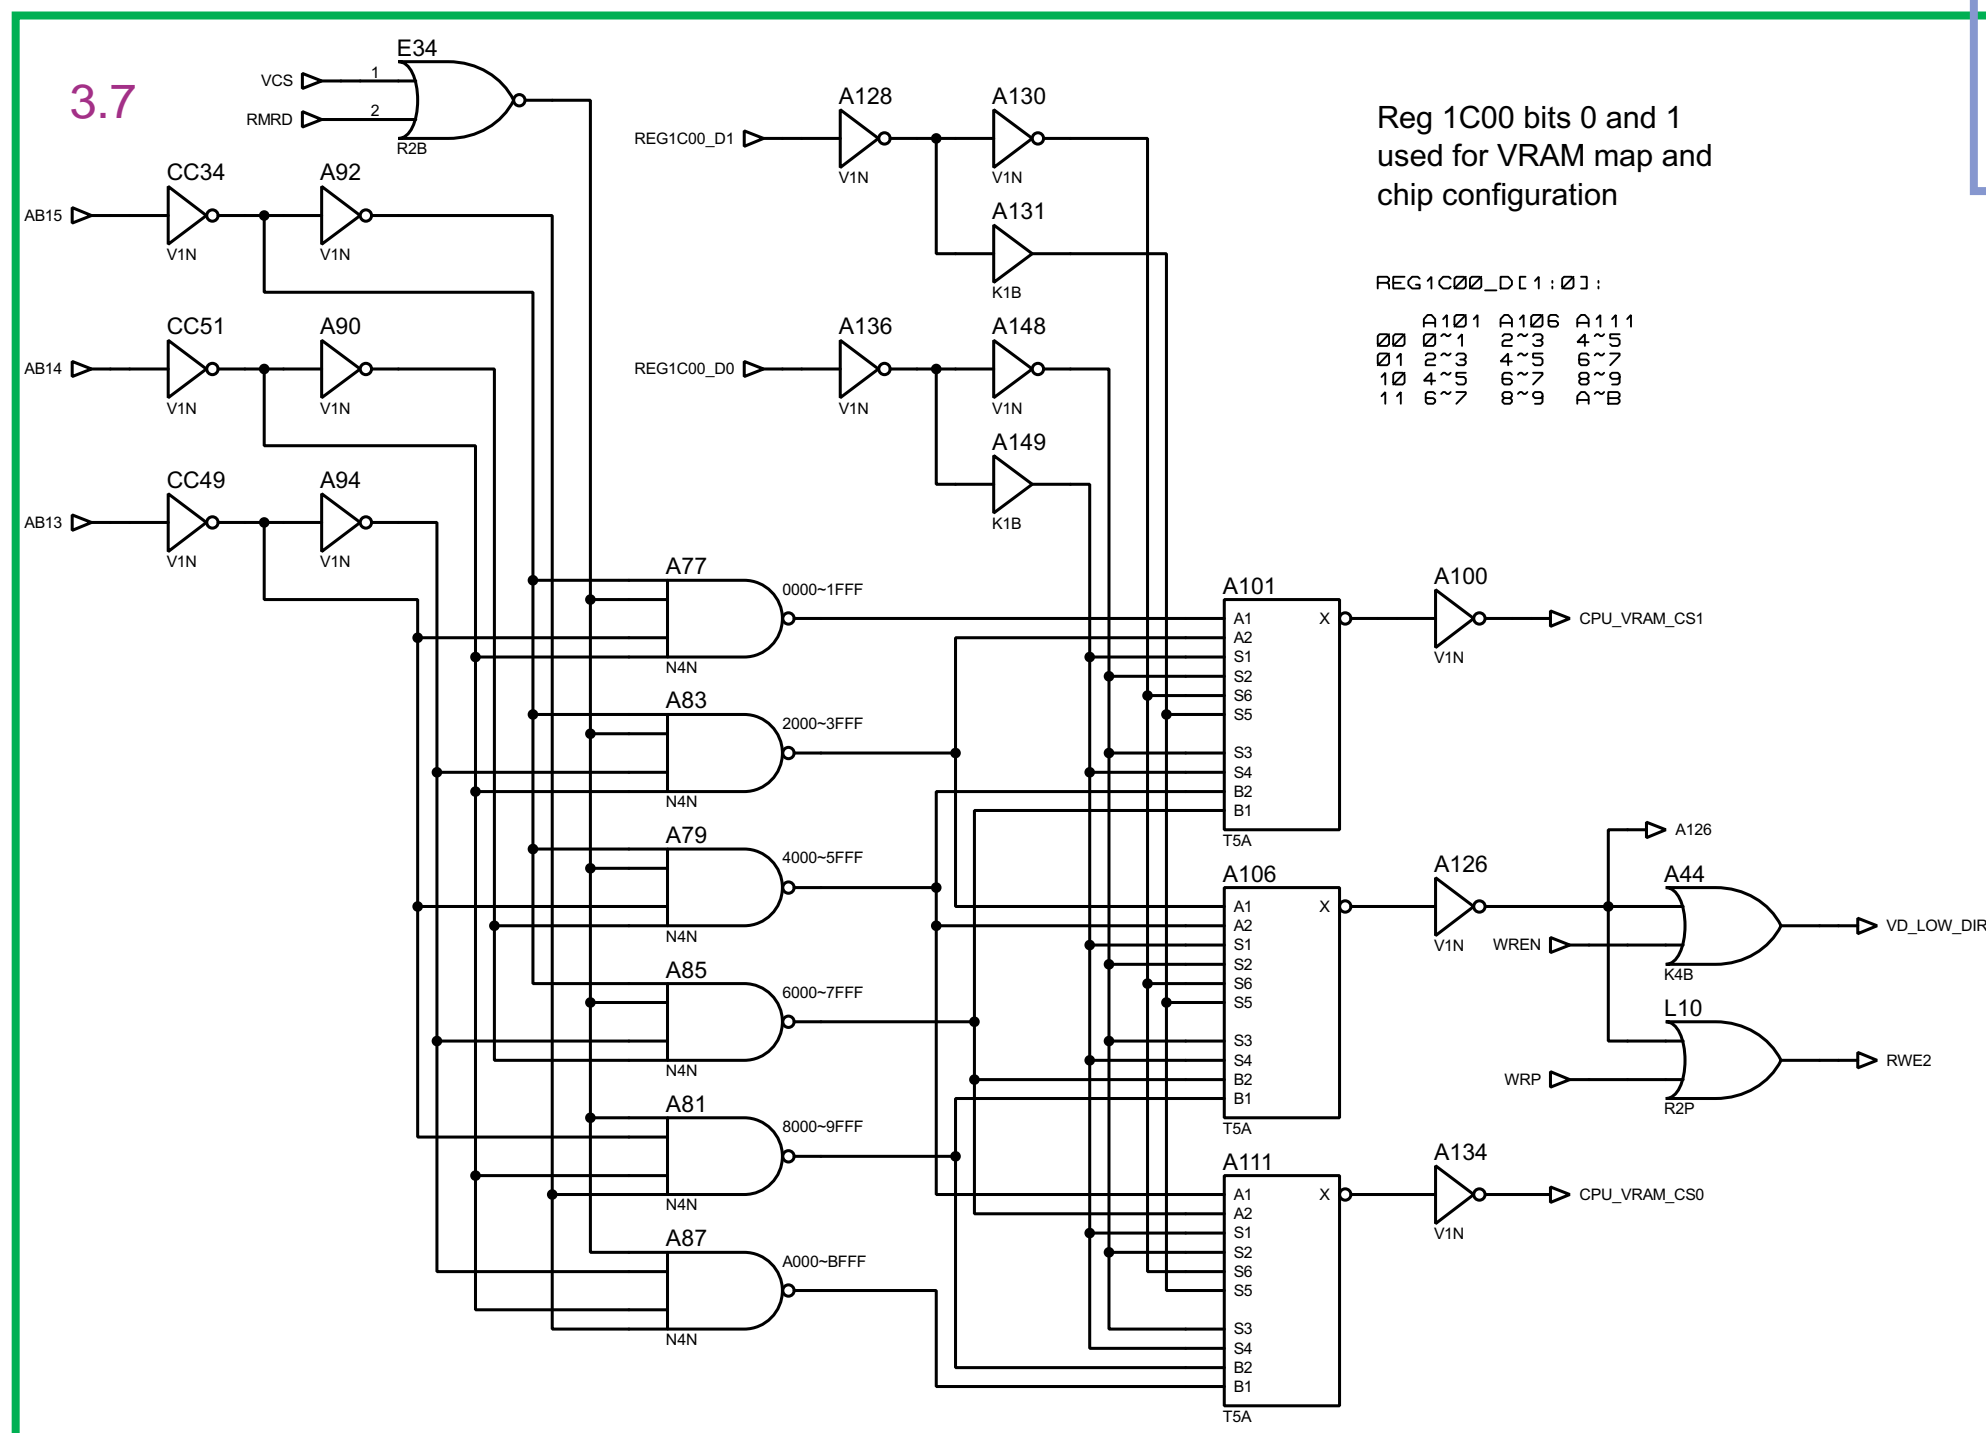 3.7
E34
VCS
1
RMRD
2
R2B
CC34
A92
AB15
V1N
V1N
CC51
A90
AB14
V1N
V1N
CC49
A94
AB13
V1N
V1N
A128
A130
REG1C00_D1
V1N
V1N
A131
K1B
A136
A148
REG1C00_D0
V1N
V1N
A149
K1B
Reg 1C00 bits 0 and 1
used for VRAM map and
chip configuration
REG1C00_D[1:0]:
A101 A106 A111
00 0~1 2~3 4~5
01 2~3 4~5 6~7
10 4~5 6~7 8~9
11 6~7 8~9 A~B
A77
0000~1FFF
N4N
A83
2000~3FFF
N4N
A79
4000~5FFF
N4N
A85
6000~7FFF
N4N
A81
8000~9FFF
N4N
A87
A000~BFFF
N4N
A101
A1 X
A2
S1
S2
S6
S5
S3
S4
B2
B1
T5A
A100
V1N
CPU_VRAM_CS1
A106
A1 X
A2
S1
S2
S6
S5
S3
S4
B2
B1
T5A
A126
V1N
A126
A44
WREN
K4B
VD_LOW_DIR
L10
WRP
R2P
RWE2
A111
A1 X
A2
S1
S2
S6
S5
S3
S4
B2
B1
T5A
A134
V1N
CPU_VRAM_CS0